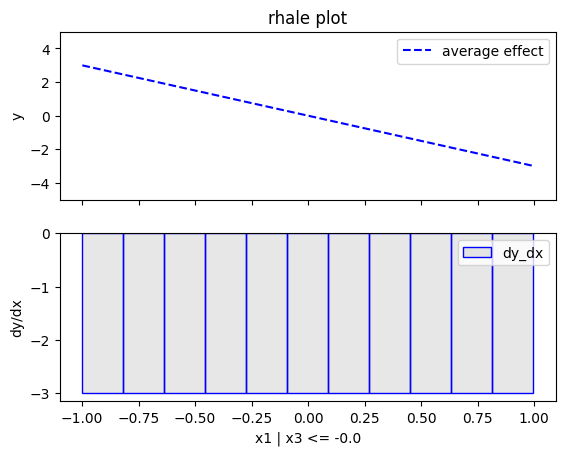 rhale plot
average effect
4
2
0
−2
−4
y
dy_dx
0
−1
−2
−3
dy/dx
−1.00 −0.75 −0.50 −0.25 0.00 0.25 0.50 0.75 1.00
x1 | x3 <= -0.0